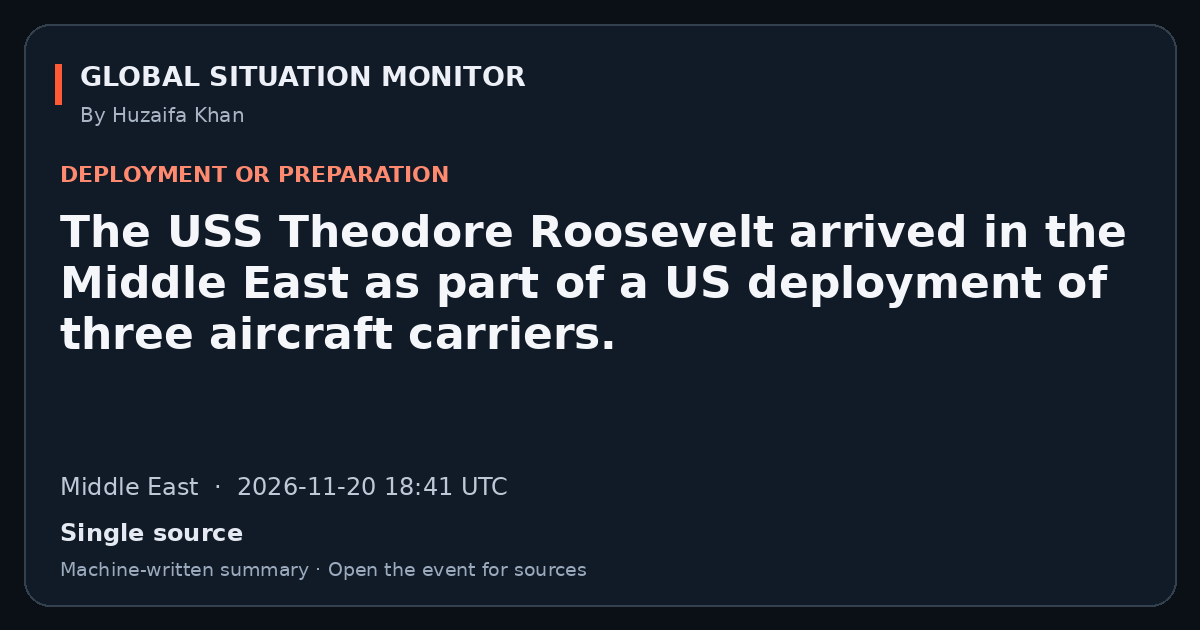 GLOBAL SITUATION MONITOR
By Huzaifa Khan
DEPLOYMENT OR PREPARATION
The USS Theodore Roosevelt arrived in the
Middle East as part of a US deployment of
three aircraft carriers.
Middle East · 2026-11-20 18:41 UTC
Single source
Machine-written summary · Open the event for sources